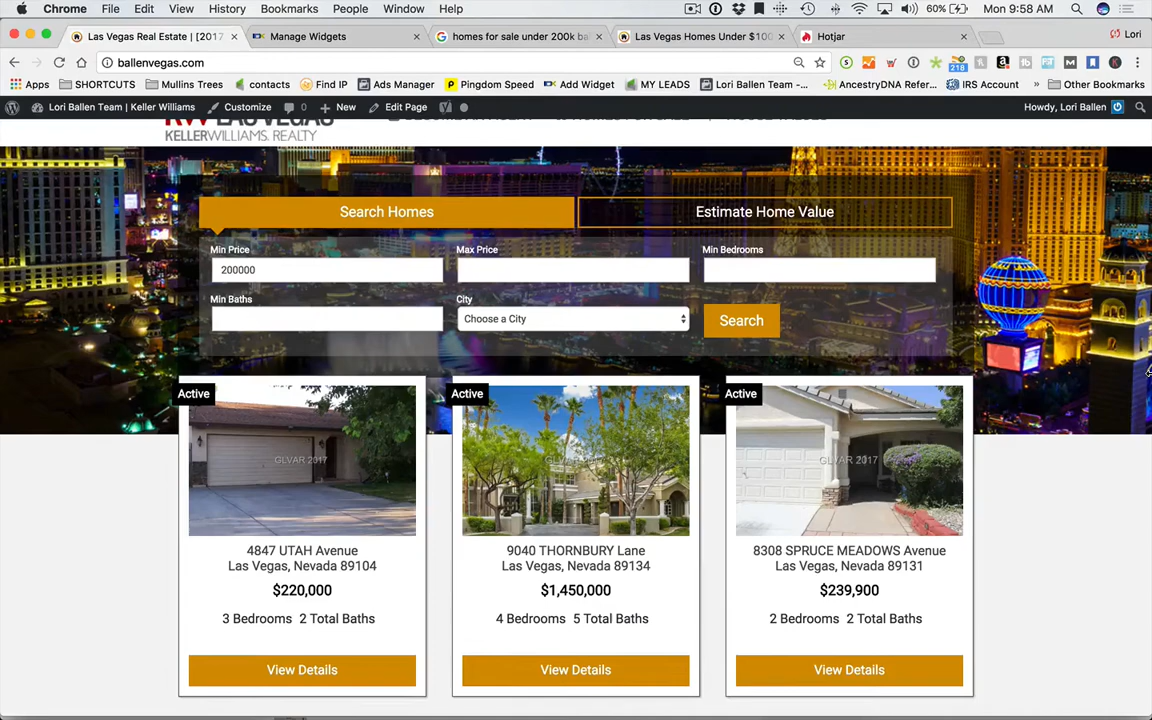 Chrome File Edit View History Bookmarks People Window Help 60% Mon 9:58 AM
Las Vegas Real Estate | [2017 Manage Widgets homes for sale under 200k ba Las Vegas Homes Under $100 Hotjar Lori
ballenvegas.com 218
Apps SHORTCUTS Mullins Trees contacts Find IP Ads Manager Pingdom Speed Add Widget MY LEADS Lori Ballen Team –... AncestryDNA Refer... IRS Account Other Bookmarks
Lori Ballen Team | Keller Williams Customize 0 New Edit Page Howdy, Lori Ballen
LAS VEGAS
KELLERWILLIAMS. REALTY
Search Homes Estimate Home Value
Min Price Max Price Min Bedrooms
200000
Min Baths City
Choose a City Search
Active Active Active
GLVAR 2017 GLVAR 2017 GLVAR 2017
4847 UTAH Avenue 9040 THORNBURY Lane 8308 SPRUCE MEADOWS Avenue
Las Vegas, Nevada 89104 Las Vegas, Nevada 89134 Las Vegas, Nevada 89131
$220,000 $1,450,000 $239,900
3 Bedrooms 2 Total Baths 4 Bedrooms 5 Total Baths 2 Bedrooms 2 Total Baths
View Details View Details View Details